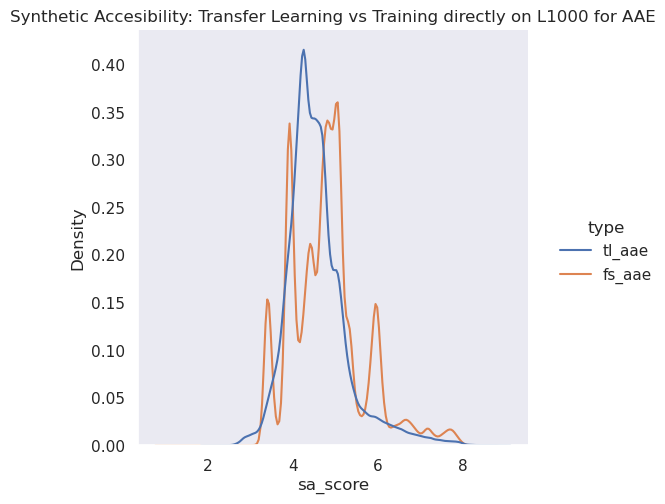 Synthetic Accesibility: Transfer Learning vs Training directly on L1000 for AAE
0.40
0.35
0.30
0.25
0.20
0.15
0.10
0.05
0.00
Density
2 4 6 8
sa_score
type
tl_aae
fs_aae